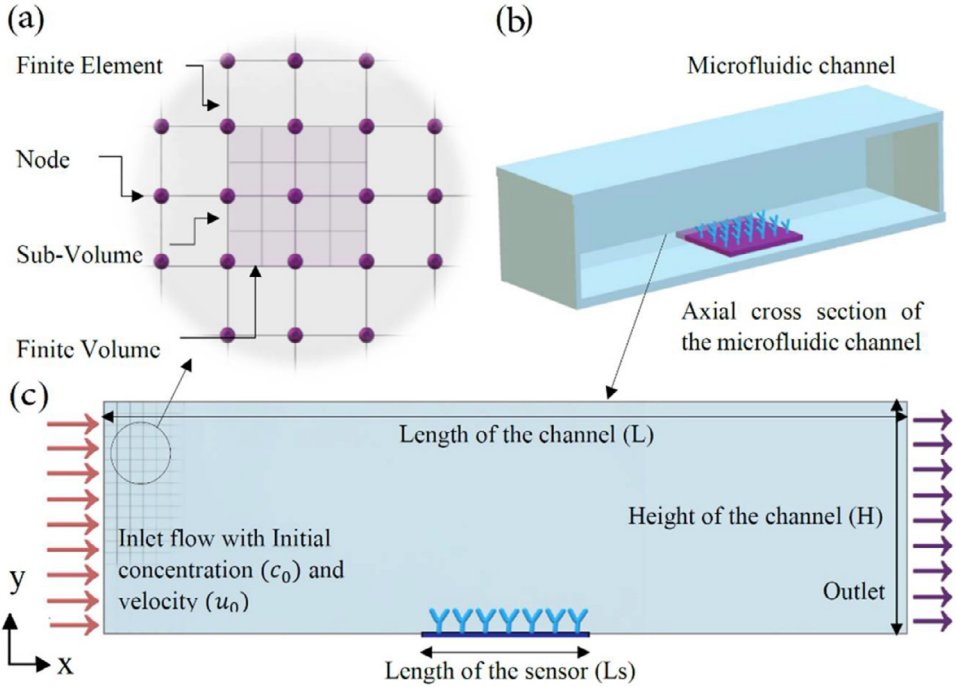 (a)
Finite Element
Node
Sub-Volume
Finite Volume
(b)
Microfluidic channel
Axial cross section of
the microfluidic channel
(c)
Length of the channel (L)
Height of the channel (H)
Inlet flow with Initial
concentration (c₀) and
velocity (u₀)
Outlet
y
x
Length of the sensor (Ls)